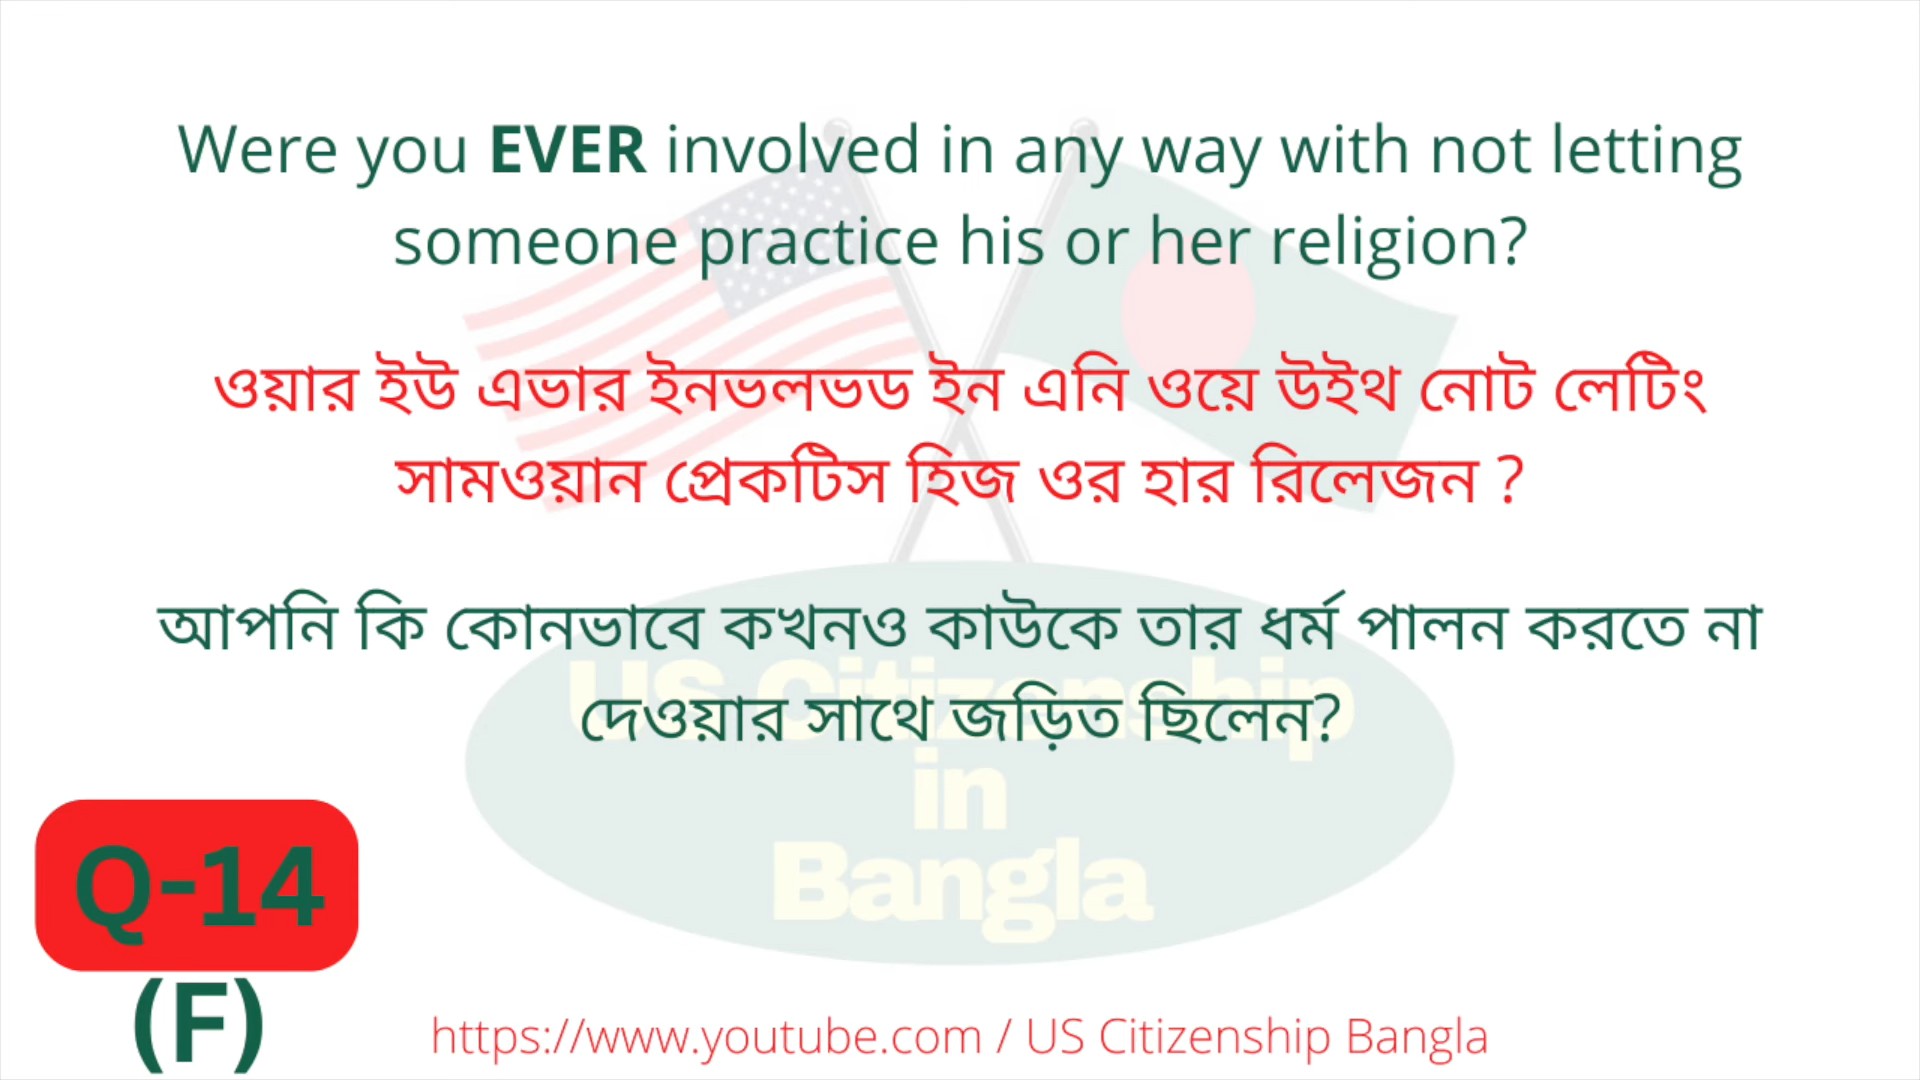 Were you EVER involved in any way with not letting
someone practice his or her religion?
ওয়ার ইউ এভার ইনভলভড ইন এনি ওয়ে উইথ নোট লেটিং
সামওয়ান প্রেকটিস হিজ ওর হার রিলেজন ?
আপনি কি কোনভাবে কখনও কাউকে তার ধর্ম পালন করতে না
দেওয়ার সাথে জড়িত ছিলেন?
US Citizenship
in
Bangla
Q-14
(F)
https://www.youtube.com / US Citizenship Bangla